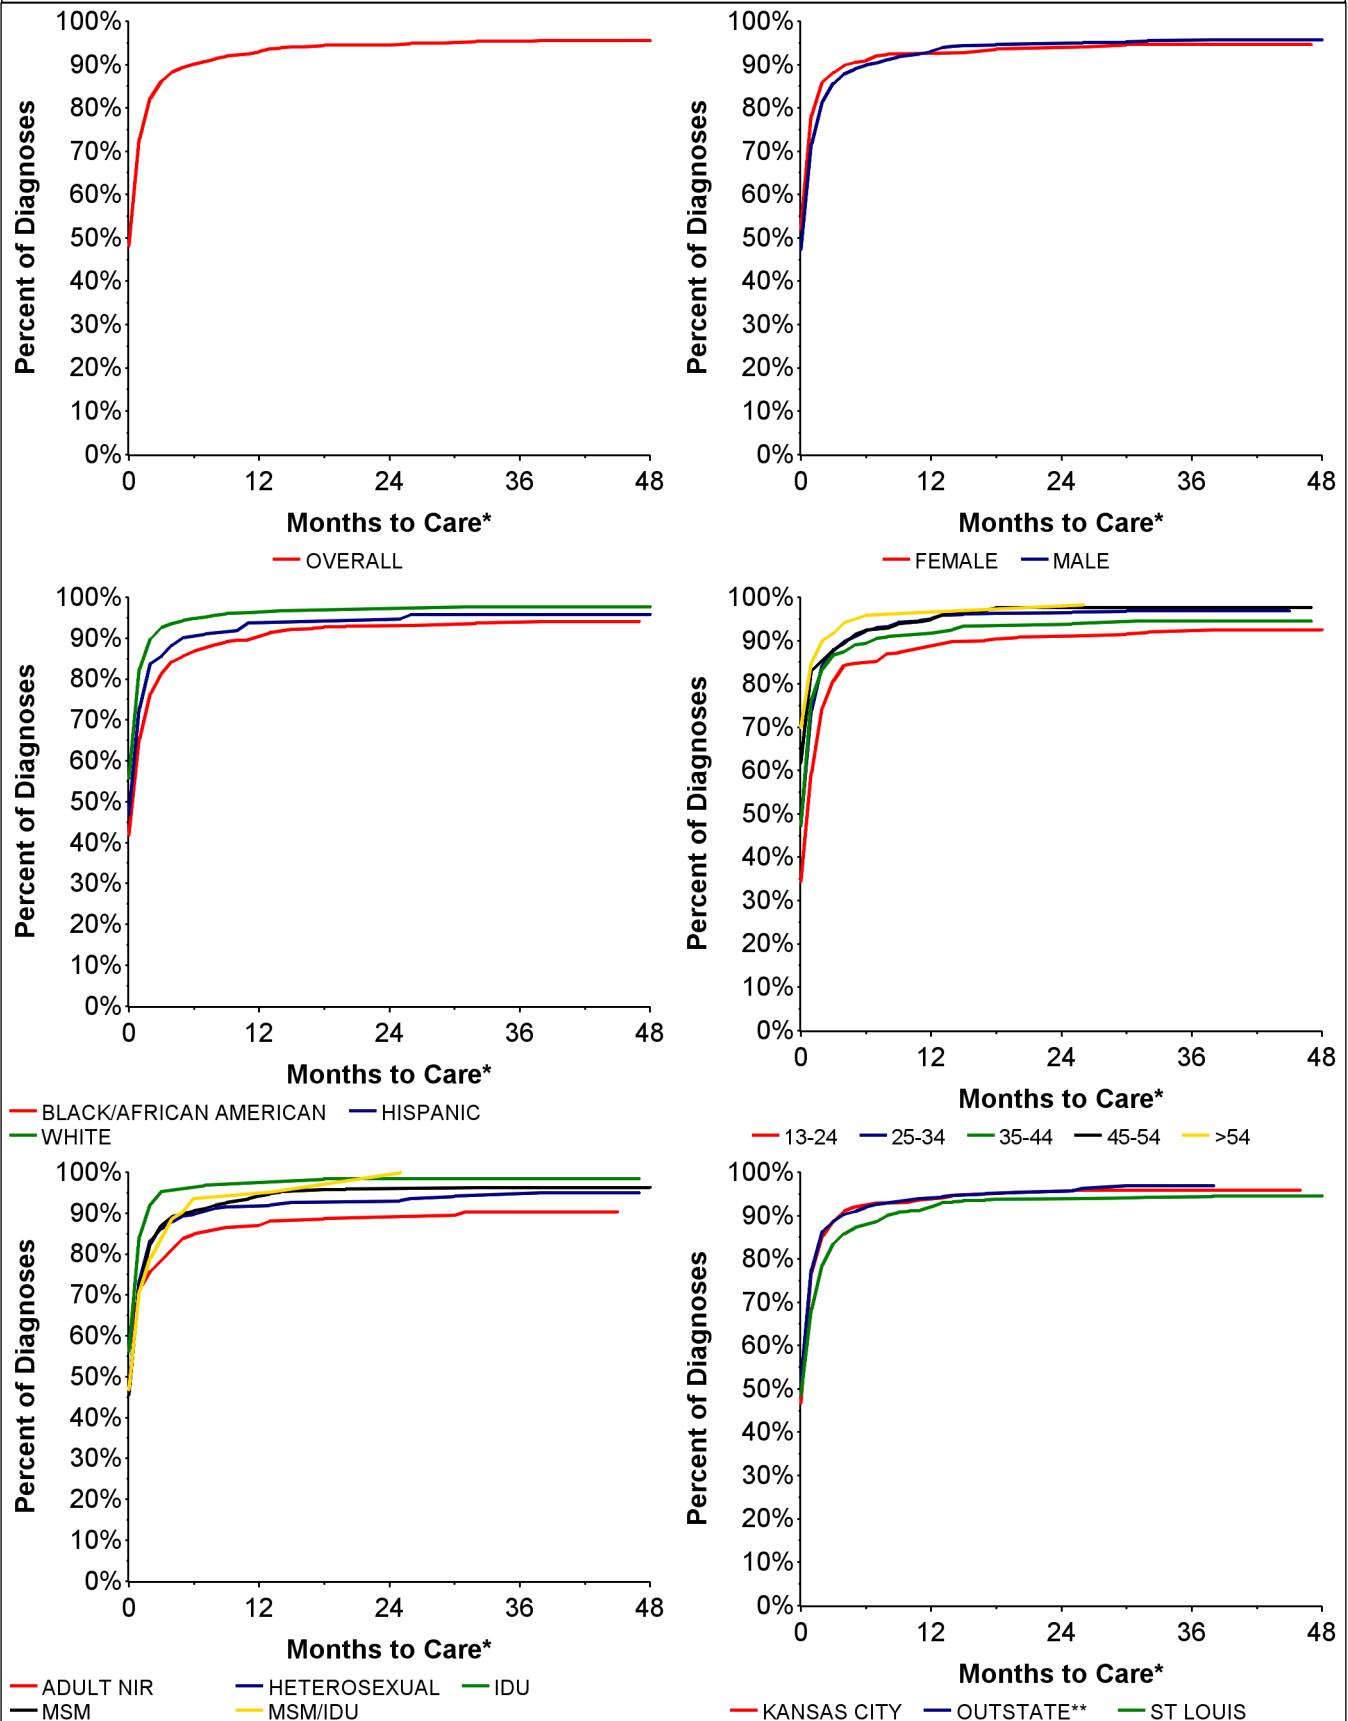 100%
90%
80%
70%
60%
50%
40%
30%
20%
10%
0%
Percent of Diagnoses
0 12 24 36 48
Months to Care*
OVERALL
100%
90%
80%
70%
60%
50%
40%
30%
20%
10%
0%
Percent of Diagnoses
0 12 24 36 48
Months to Care*
FEMALE MALE
100%
90%
80%
70%
60%
50%
40%
30%
20%
10%
0%
Percent of Diagnoses
0 12 24 36 48
Months to Care*
BLACK/AFRICAN AMERICAN HISPANIC
WHITE
100%
90%
80%
70%
60%
50%
40%
30%
20%
10%
0%
Percent of Diagnoses
0 12 24 36 48
Months to Care*
13-24 25-34 35-44 45-54 >54
100%
90%
80%
70%
60%
50%
40%
30%
20%
10%
0%
Percent of Diagnoses
0 12 24 36 48
Months to Care*
ADULT NIR HETEROSEXUAL IDU
MSM MSM/IDU
100%
90%
80%
70%
60%
50%
40%
30%
20%
10%
0%
Percent of Diagnoses
0 12 24 36 48
Months to Care*
KANSAS CITY OUTSTATE** ST LOUIS